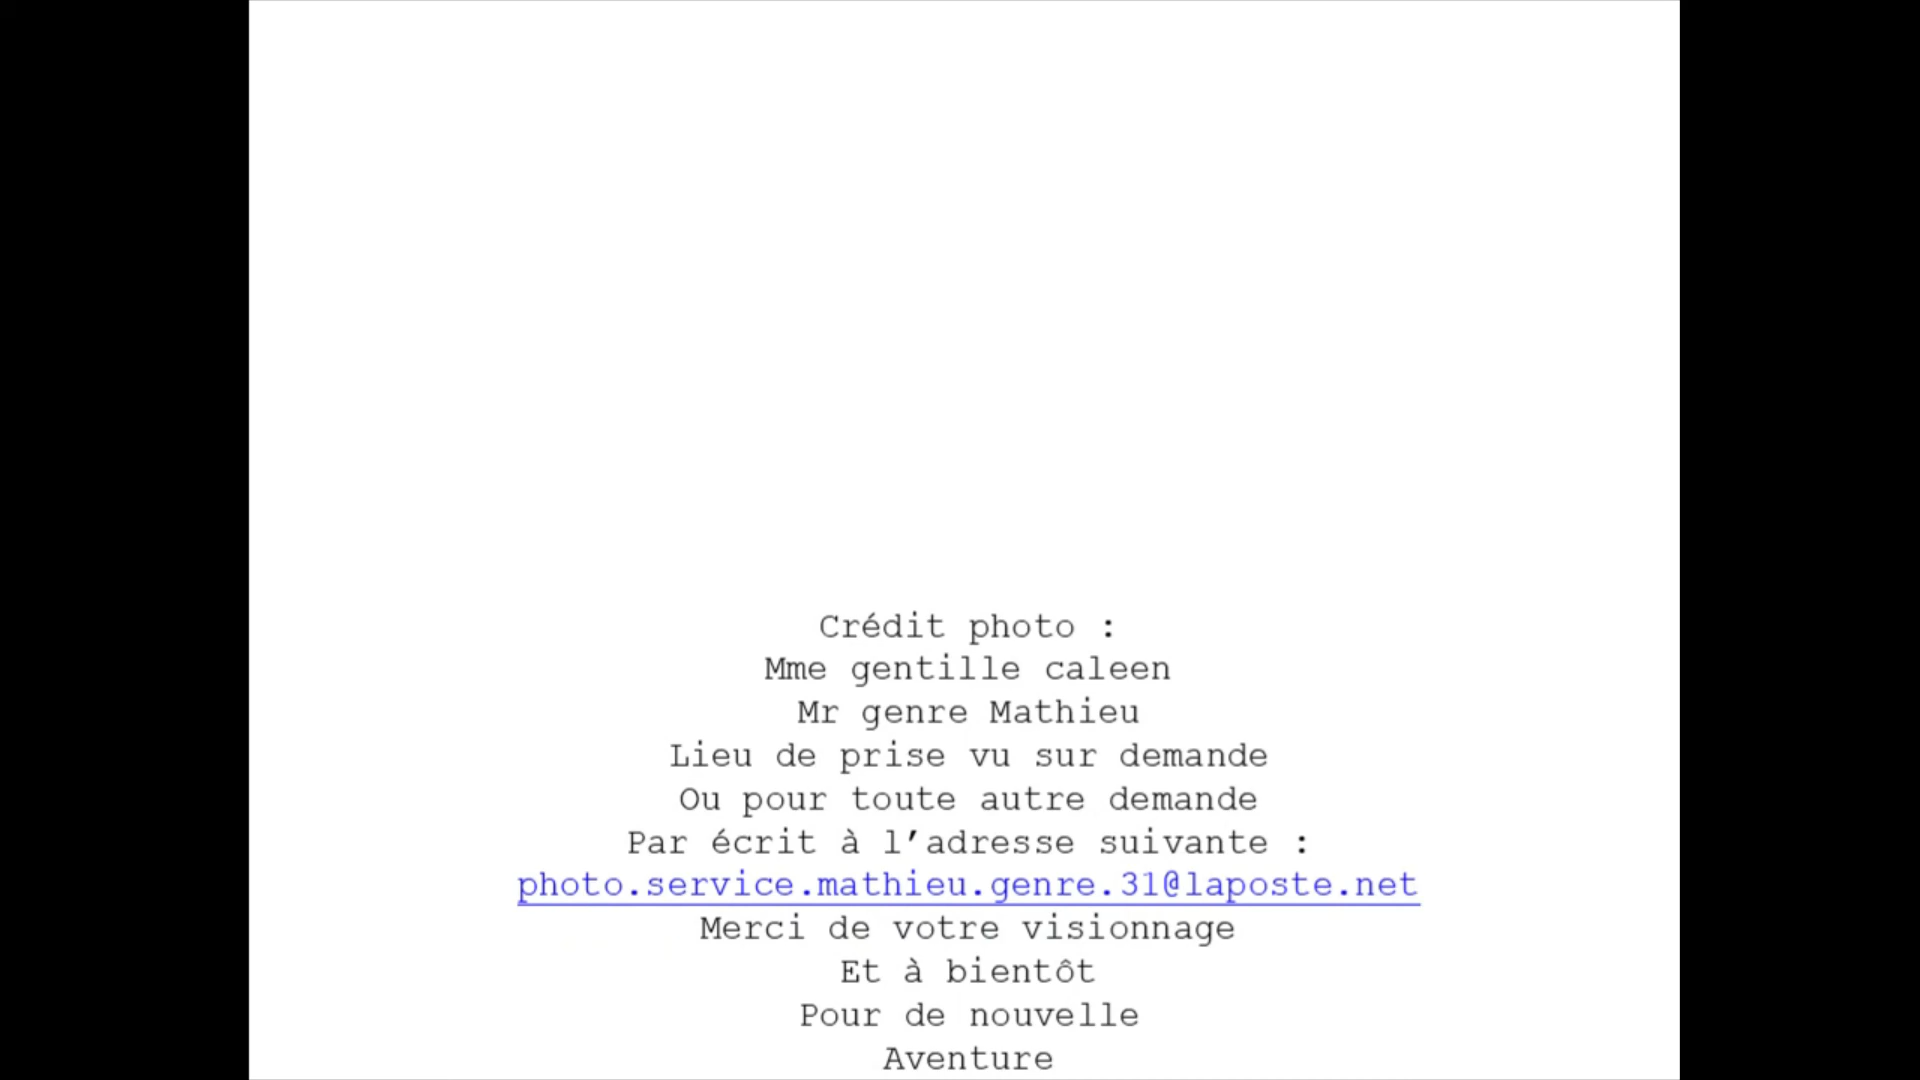 Crédit photo :
Mme gentille caleen
Mr genre Mathieu
Lieu de prise vu sur demande
Ou pour toute autre demande
Par écrit à l’adresse suivante :
photo.service.mathieu.genre.31@laposte.net
Merci de votre visionnage
Et à bientôt
Pour de nouvelle
Aventure